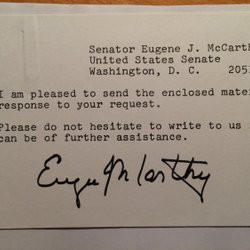 Senator Eugene J. McCarth
United States Senate
Washington, D. C. 205
I am pleased to send the enclosed mater
response to your request.
Please do not hesitate to write to us
can be of further assistance.
Eugene McCarthy